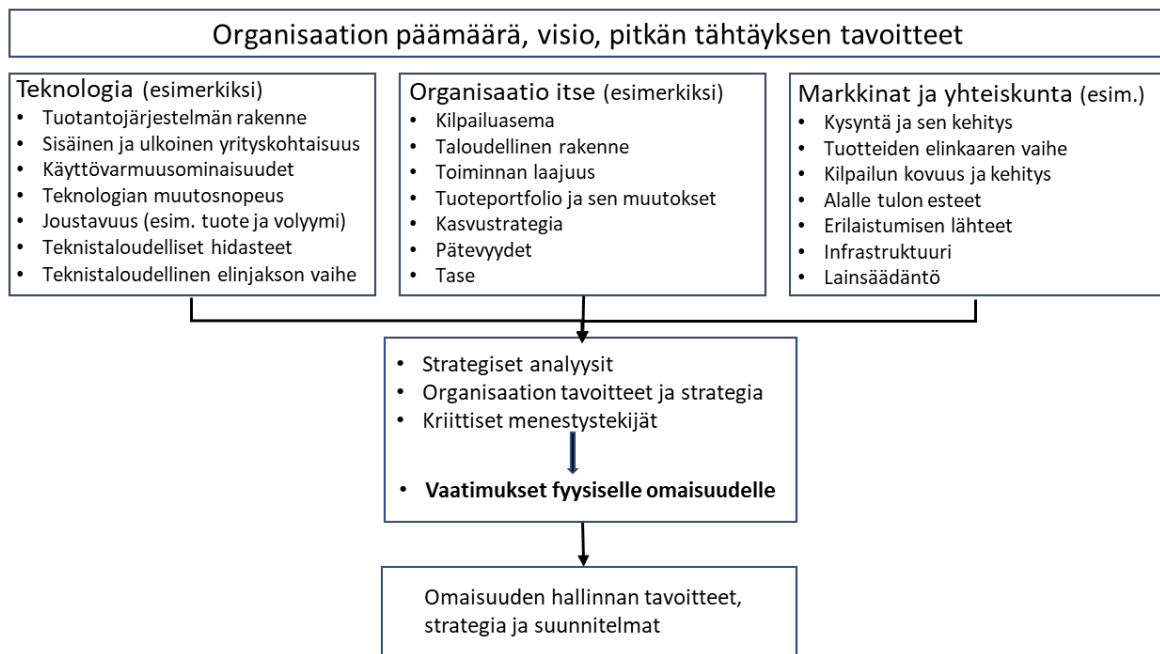 Organisaation päämäärä, visio, pitkän tähtäyksen tavoitteet
Teknologia (esimerkiksi)
• Tuotantojärjestelmän rakenne
• Sisäinen ja ulkoinen yrityskohtaisuus
• Käyttövarmuusominaisuudet
• Teknologian muutosnopeus
• Joustavuus (esim. tuote ja volyymi)
• Teknistaloudelliset hidasteet
• Teknistaloudellinen elinjakson vaihe
Organisaatio itse (esimerkiksi)
• Kilpailuasema
• Taloudellinen rakenne
• Toiminnan laajuus
• Tuoteportfolio ja sen muutokset
• Kasvustrategia
• Pätevyydet
• Tase
Markkinat ja yhteiskunta (esim.)
• Kysyntä ja sen kehitys
• Tuotteiden elinkaaren vaihe
• Kilpailun kovuus ja kehitys
• Alalle tulon esteet
• Erilaistumisen lähteet
• Infrastruktuuri
• Lainsäädäntö
• Strategiset analyysit
• Organisaation tavoitteet ja strategia
• Kriittiset menestystekijät
• Vaatimukset fyysiselle omaisuudelle
Omaisuuden hallinnan tavoitteet,
strategia ja suunnitelmat